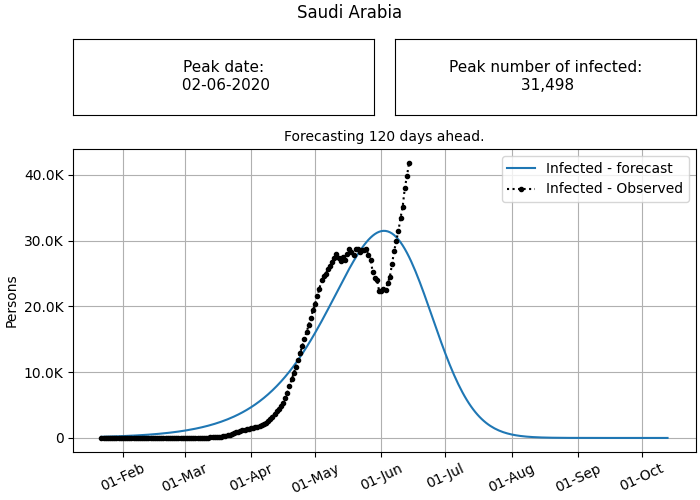 Saudi Arabia
Peak date:
02-06-2020
Peak number of infected:
31,498
Forecasting 120 days ahead.
Infected - forecast
Infected - Observed
40.0K
30.0K
20.0K
10.0K
0
Persons
01-Feb
01-Mar
01-Apr
01-May
01-Jun
01-Jul
01-Aug
01-Sep
01-Oct